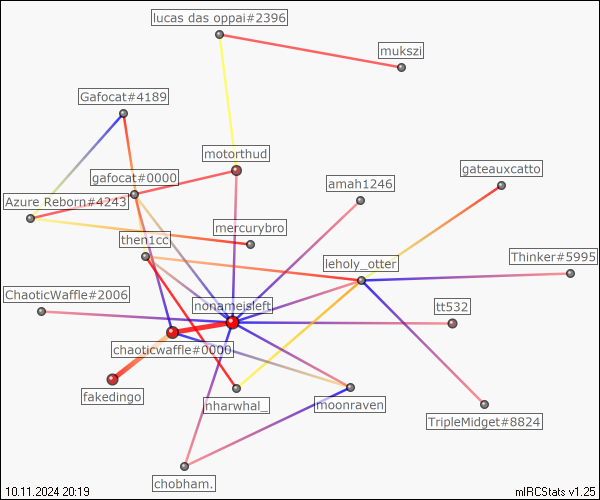 lucas das oppai#2396
mukszi
Gafocat#4189
motorthud
gafocat#0000
gateauxcatto
amah1246
Azure Reborn#4243
mercurybro
then1cc
leholy_otter
Thinker#5995
ChaoticWaffle#2006
nonameisleft
tt532
chaoticwaffle#0000
fakedingo
nharwhal_
moonraven
TripleMidget#8824
chobham.
10.11.2024 20:19
mIRCStats v1.25